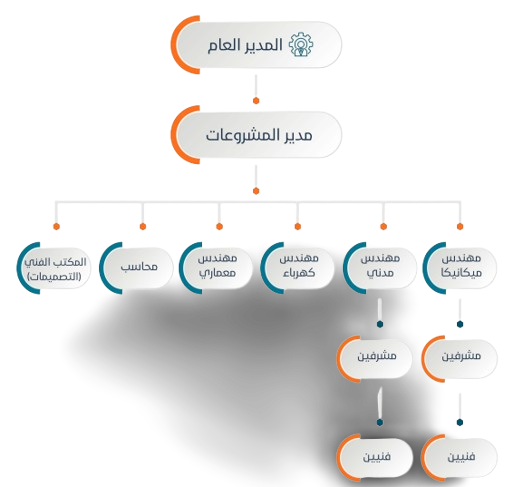 المدير العام
مدير المشروعات
مهندس
ميكانيكا
مهندس
مدني
مهندس
كهرباء
مهندس
معماري
محاسب
المكتب الفني
(التصميمات)
مشرفين
مشرفين
فنيين
فنيين